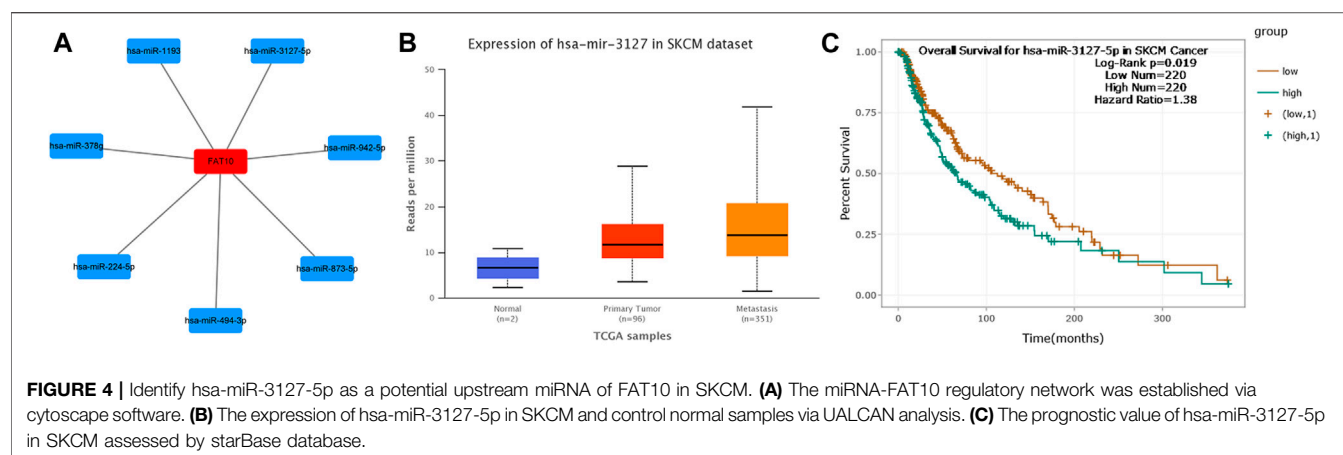 A
hsa-miR-1193
hsa-miR-3127-5p
hsa-miR-378g
hsa-miR-942-5p
FAT10
hsa-miR-224-5p
hsa-miR-873-5p
hsa-miR-494-3p
B
Expression of hsa-mir-3127 in SKCM dataset
Reads per million
50
40
30
20
10
0
Normal
(n=2)
Primary Tumor
(n=96)
Metastasis
(n=351)
TCGA samples
C
Overall Survival for hsa-miR-3127-5p in SKCM Cancer
Log-Rank p=0.019
Low Num=220
High Num=220
Hazard Ratio=1.38
Percent Survival
1.00
0.75
0.50
0.25
0.00
0
100
200
300
Time(months)
group
low
high
(low,1)
(high,1)
FIGURE 4 | Identify hsa-miR-3127-5p as a potential upstream miRNA of FAT10 in SKCM. (A) The miRNA-FAT10 regulatory network was established via
cytoscape software. (B) The expression of hsa-miR-3127-5p in SKCM and control normal samples via UALCAN analysis. (C) The prognostic value of hsa-miR-3127-5p
in SKCM assessed by starBase database.